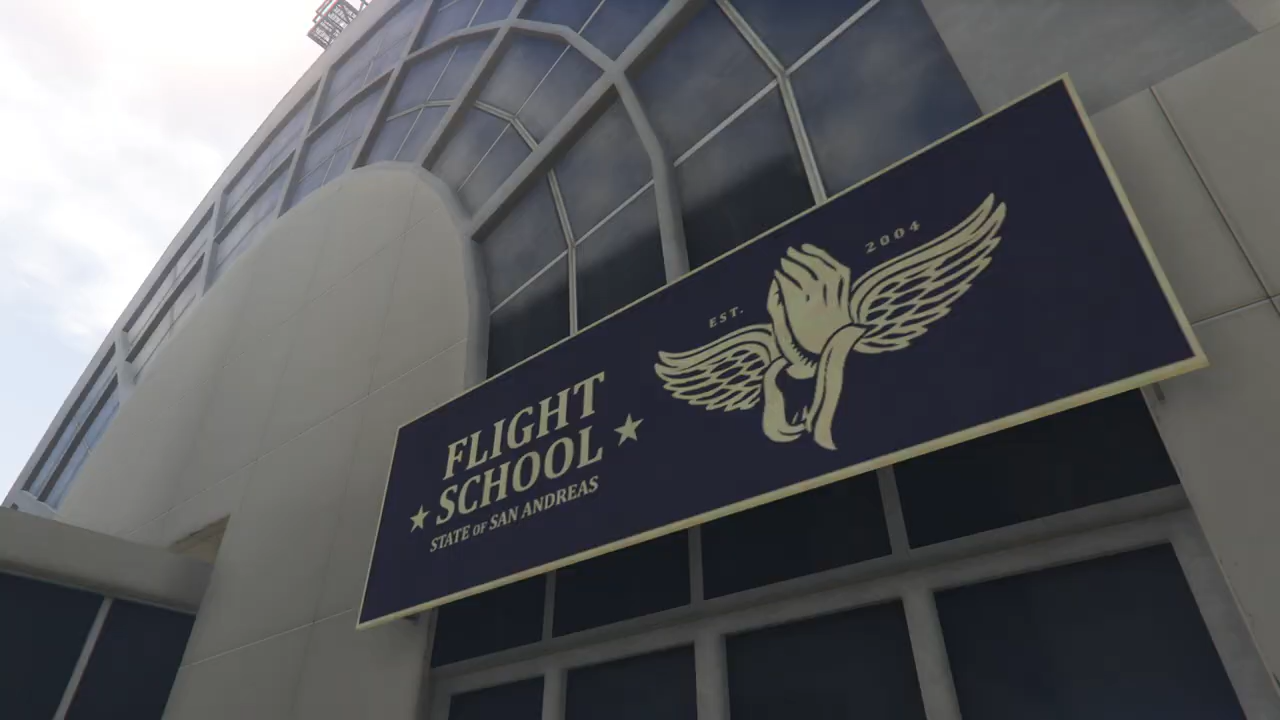 FLIGHT
SCHOOL
STATE OF SAN ANDREAS
EST. 2004